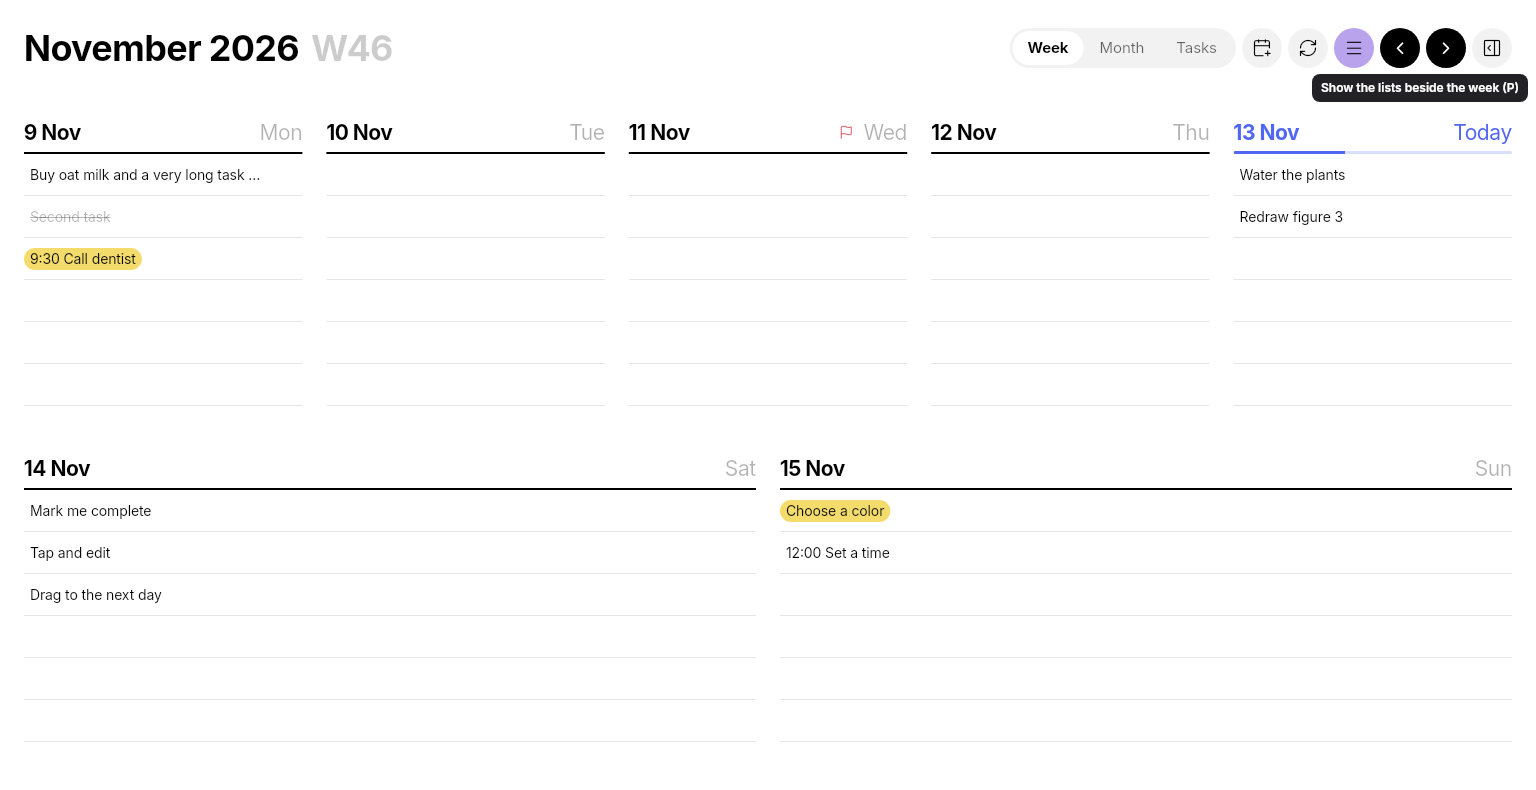 November 2026 W46
Week Month Tasks
Show the lists beside the week (P)
9 Nov Mon
Buy oat milk and a very long task ...
Second task
9:30 Call dentist
10 Nov Tue
11 Nov Wed
12 Nov Thu
13 Nov Today
Water the plants
Redraw figure 3
14 Nov Sat
Mark me complete
Tap and edit
Drag to the next day
15 Nov Sun
Choose a color
12:00 Set a time